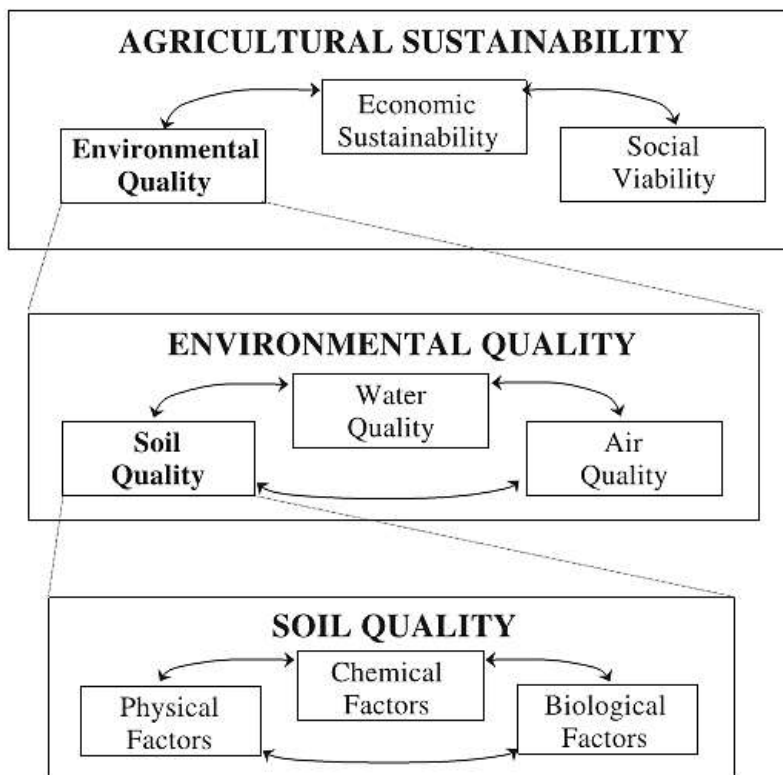 AGRICULTURAL SUSTAINABILITY
Economic
Sustainability
Environmental
Quality
Social
Viability
ENVIRONMENTAL QUALITY
Water
Quality
Soil
Quality
Air
Quality
SOIL QUALITY
Chemical
Factors
Physical
Factors
Biological
Factors